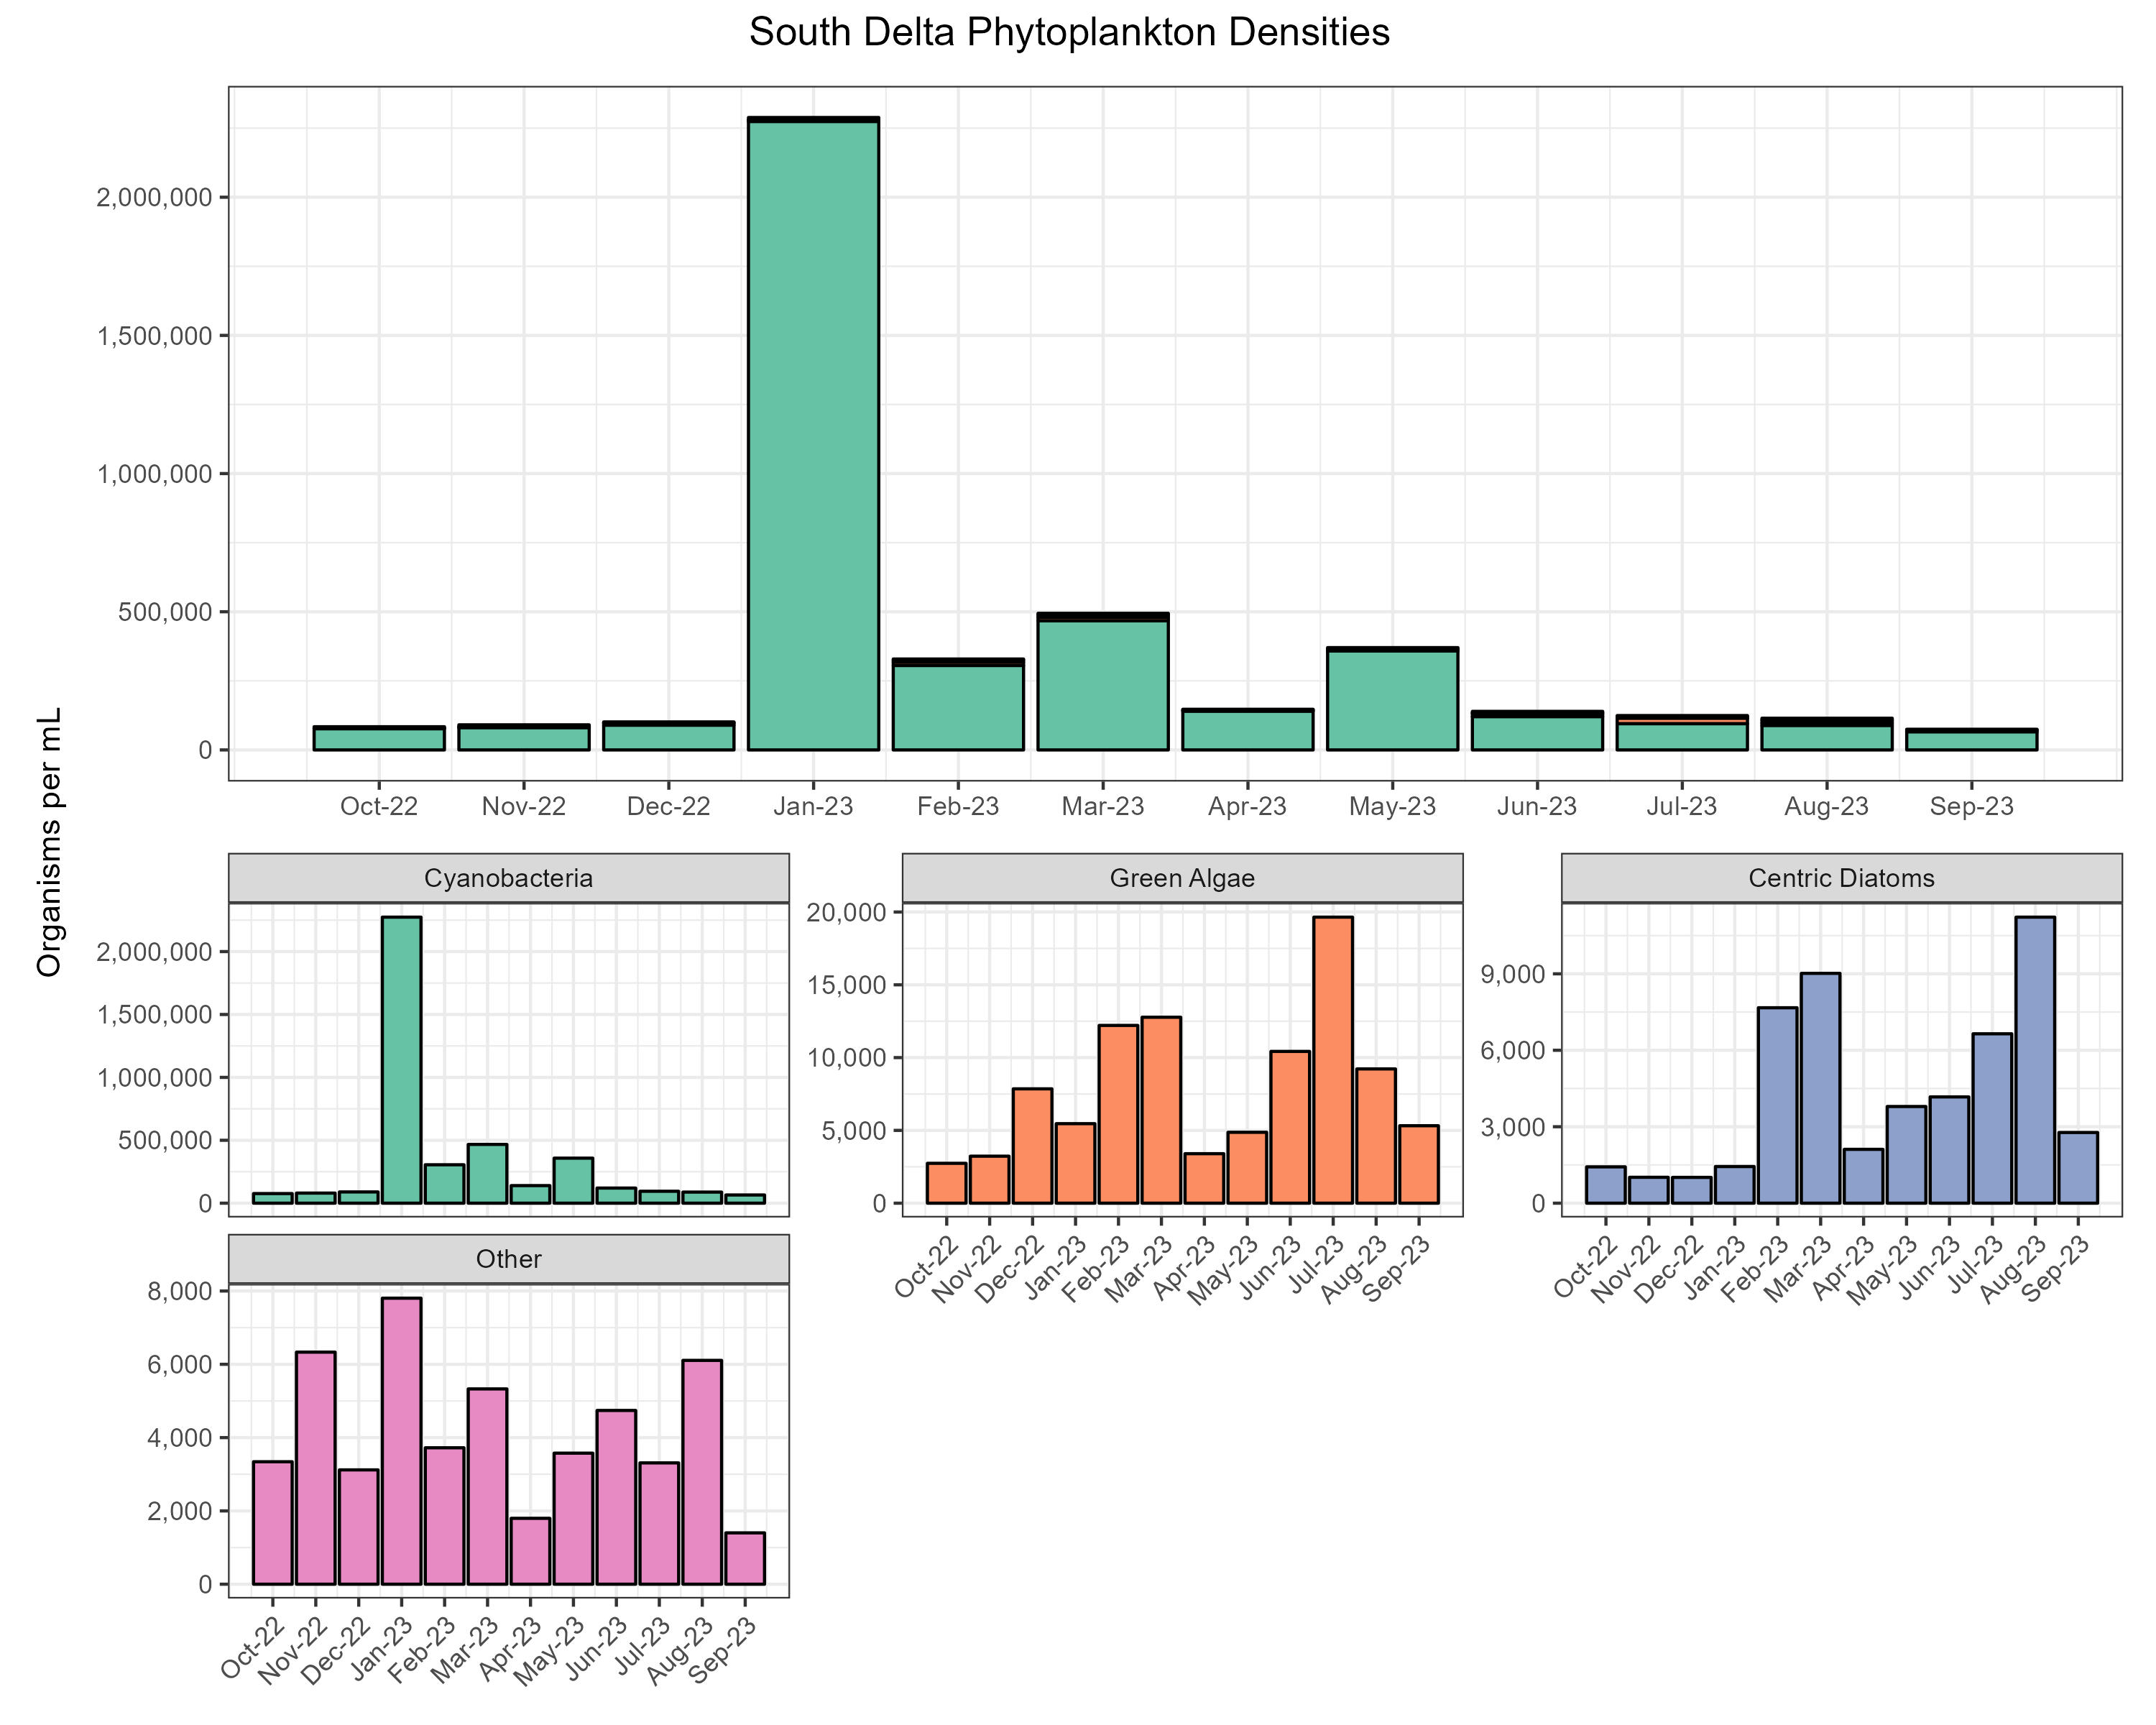 South Delta Phytoplankton Densities
Organisms per mL
2,000,000
1,500,000
1,000,000
500,000
0
Oct-22 Nov-22 Dec-22 Jan-23 Feb-23 Mar-23 Apr-23 May-23 Jun-23 Jul-23 Aug-23 Sep-23
Cyanobacteria
2,000,000
1,500,000
1,000,000
500,000
0
Green Algae
20,000
15,000
10,000
5,000
0
Oct-22 Nov-22 Dec-22 Jan-23 Feb-23 Mar-23 Apr-23 May-23 Jun-23 Jul-23 Aug-23 Sep-23
Centric Diatoms
9,000
6,000
3,000
0
Oct-22 Nov-22 Dec-22 Jan-23 Feb-23 Mar-23 Apr-23 May-23 Jun-23 Jul-23 Aug-23 Sep-23
Other
8,000
6,000
4,000
2,000
0
Oct-22 Nov-22 Dec-22 Jan-23 Feb-23 Mar-23 Apr-23 May-23 Jun-23 Jul-23 Aug-23 Sep-23